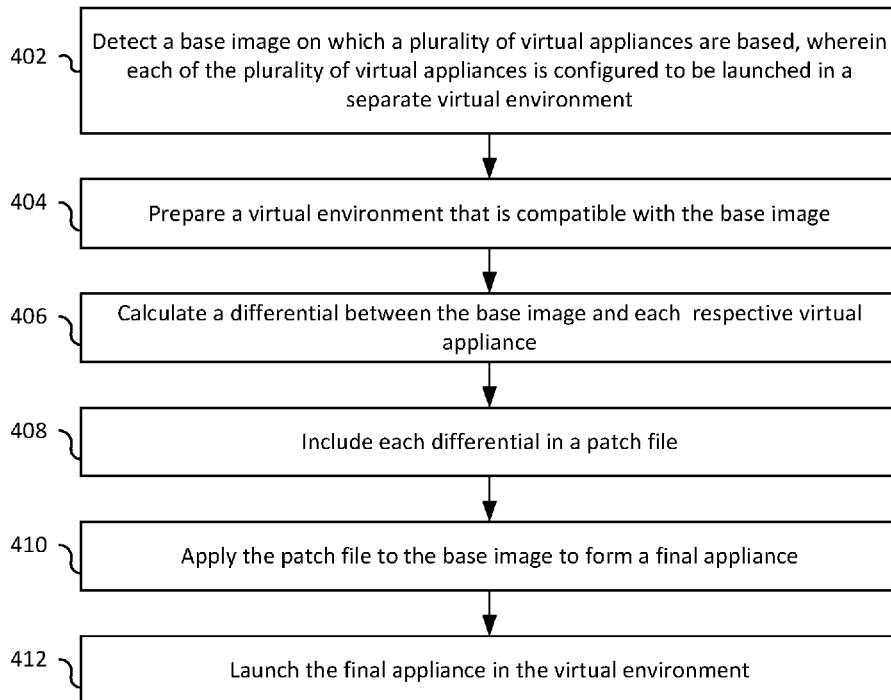 402
Detect a base image on which a plurality of virtual appliances are based, wherein
each of the plurality of virtual appliances is configured to be launched in a
separate virtual environment
404
Prepare a virtual environment that is compatible with the base image
406
Calculate a differential between the base image and each respective virtual
appliance
408
Include each differential in a patch file
410
Apply the patch file to the base image to form a final appliance
412
Launch the final appliance in the virtual environment